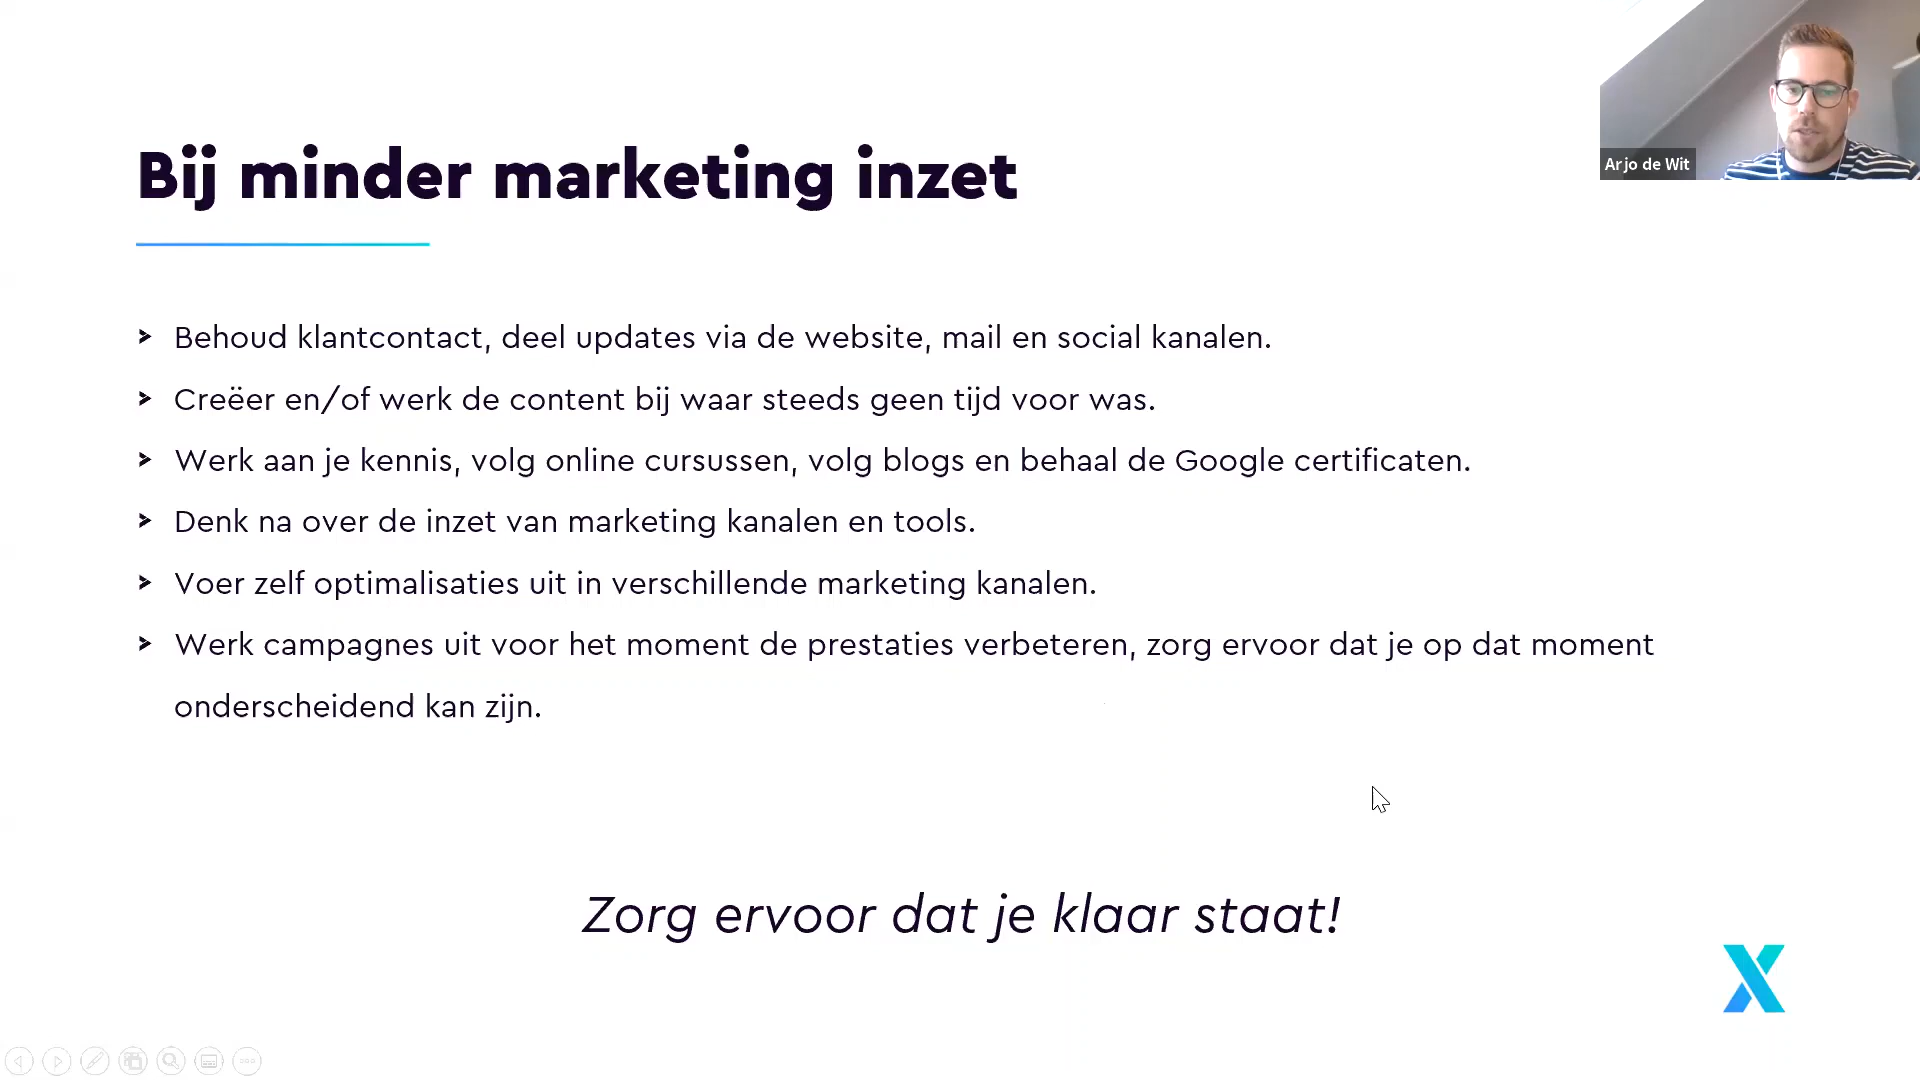 Arjo de Wit
Bij minder marketing inzet
Behoud klantcontact, deel updates via de website, mail en social kanalen.
Creëer en/of werk de content bij waar steeds geen tijd voor was.
Werk aan je kennis, volg online cursussen, volg blogs en behaal de Google certificaten.
Denk na over de inzet van marketing kanalen en tools.
Voer zelf optimalisaties uit in verschillende marketing kanalen.
Werk campagnes uit voor het moment de prestaties verbeteren, zorg ervoor dat je op dat moment
onderscheidend kan zijn.
Zorg ervoor dat je klaar staat!